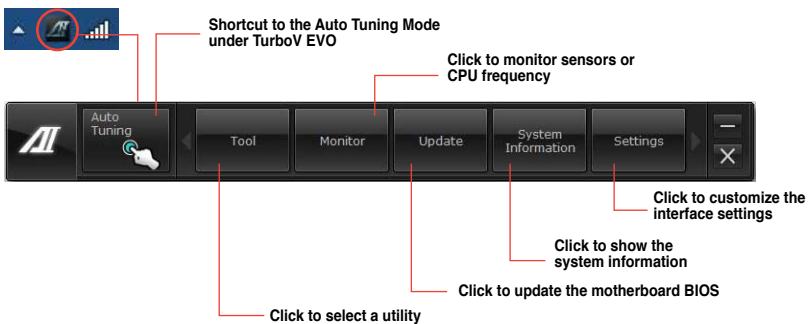 Shortcut to the Auto Tuning Mode
under TurboV EVO
Click to monitor sensors or
CPU frequency
Auto
Tuning
Tool
Monitor
Update
System
Information
Settings
Click to customize the
interface settings
Click to show the
system information
Click to update the motherboard BIOS
Click to select a utility